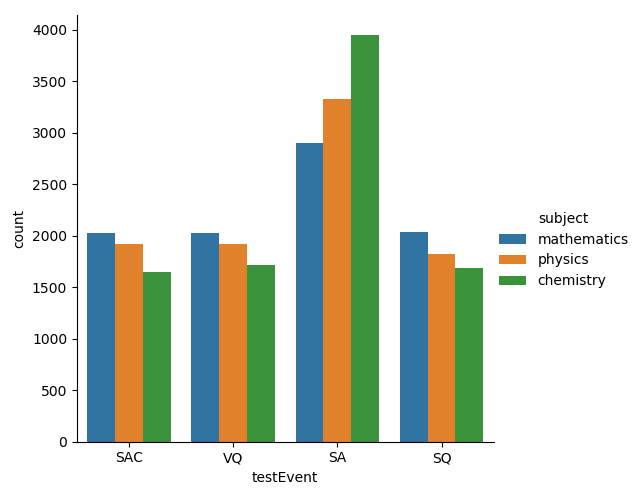 4000
3500
3000
2500
2000
1500
1000
500
0
count
SAC VQ SA SQ
testEvent
subject
mathematics
physics
chemistry